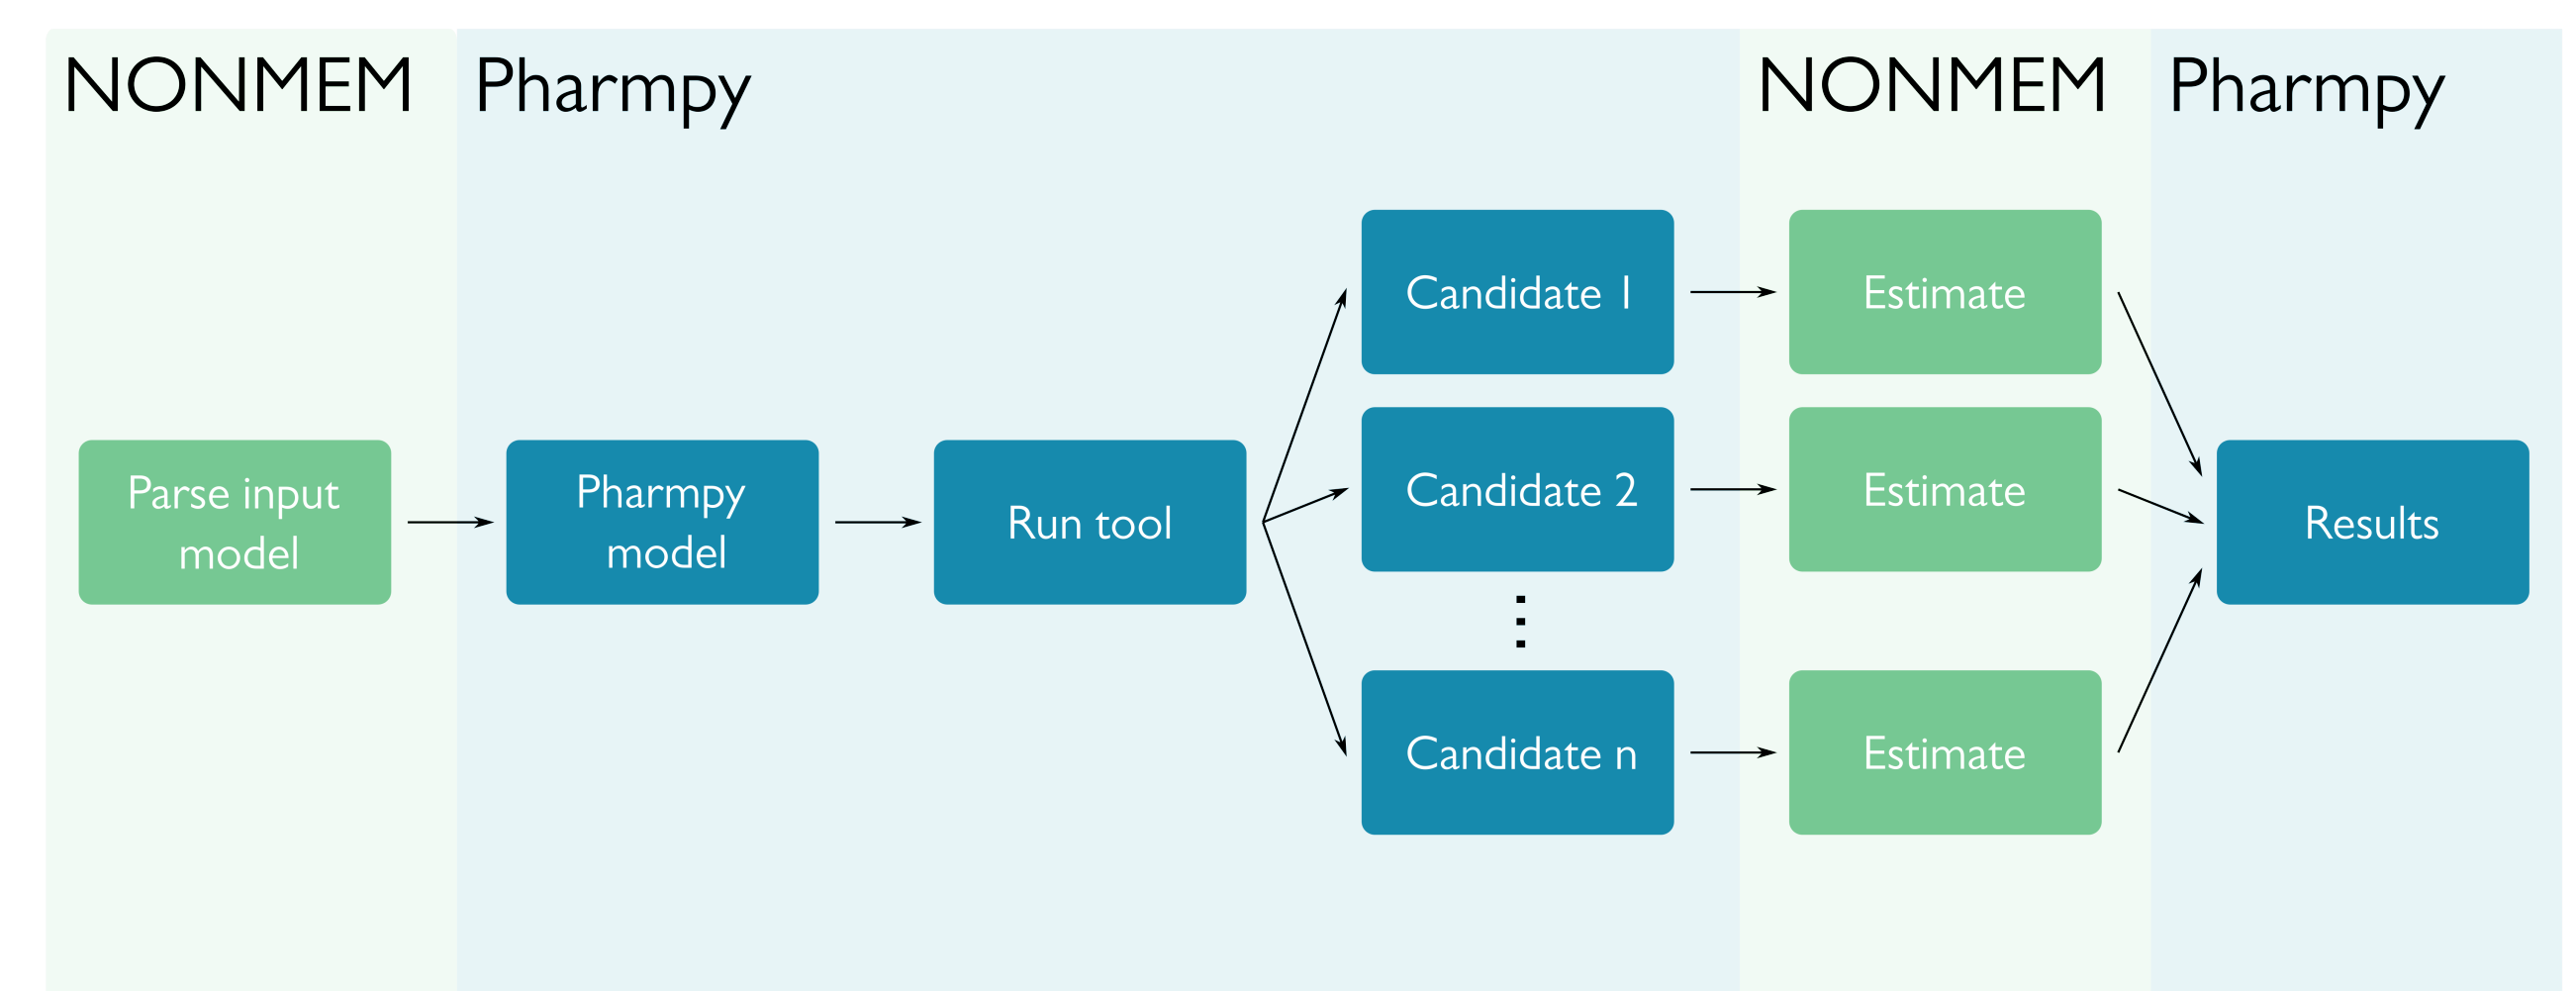 NONMEM
Pharmpy
NONMEM
Pharmpy
Parse input
model
Pharmpy
model
Run tool
Candidate 1
Candidate 2
Candidate n
Estimate
Estimate
Estimate
Results